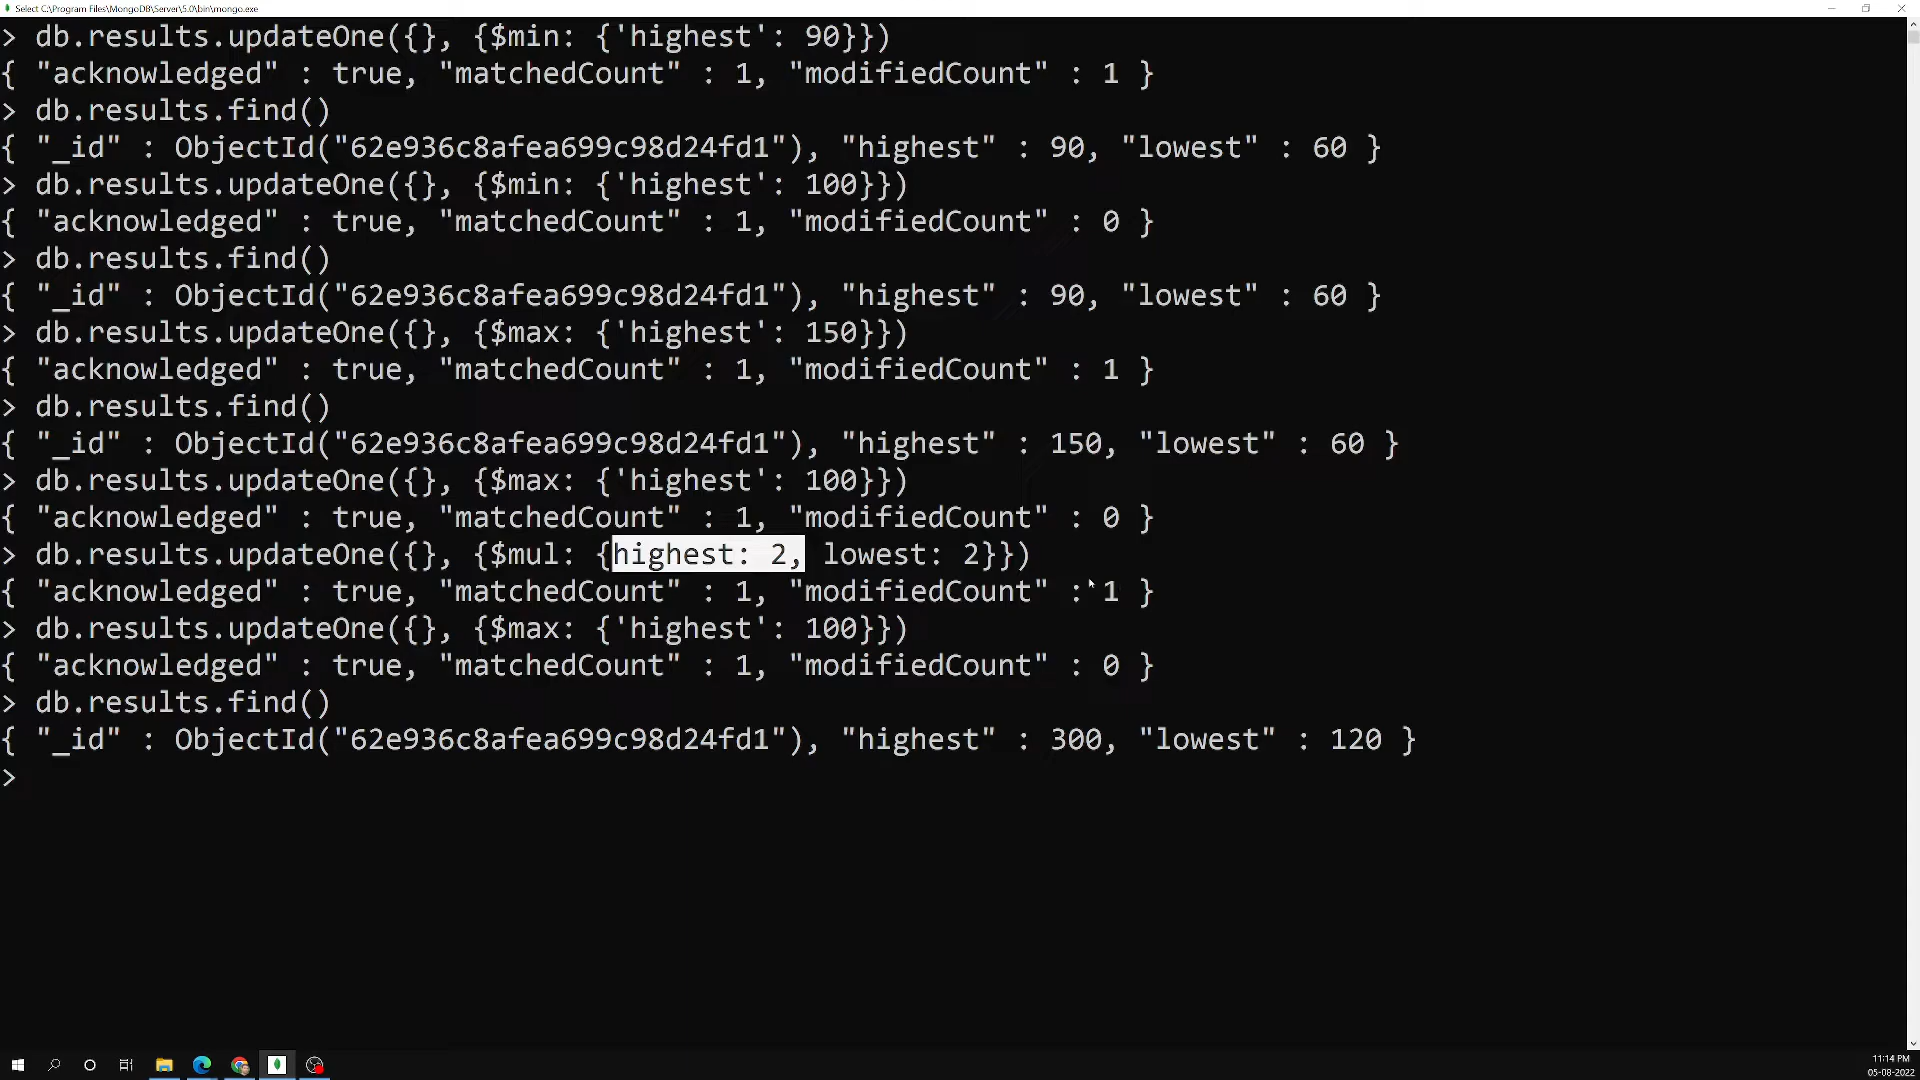 Select C:\Program Files\MongoDB\Server\5.0\bin\mongo.exe
> db.results.updateOne({}, {$min: {'highest': 90}})
{ "acknowledged" : true, "matchedCount" : 1, "modifiedCount" : 1 }
> db.results.find()
{ "_id" : ObjectId("62e936c8afea699c98d24fd1"), "highest" : 90, "lowest" : 60 }
> db.results.updateOne({}, {$min: {'highest': 100}})
{ "acknowledged" : true, "matchedCount" : 1, "modifiedCount" : 0 }
> db.results.find()
{ "_id" : ObjectId("62e936c8afea699c98d24fd1"), "highest" : 90, "lowest" : 60 }
> db.results.updateOne({}, {$max: {'highest': 150}})
{ "acknowledged" : true, "matchedCount" : 1, "modifiedCount" : 1 }
> db.results.find()
{ "_id" : ObjectId("62e936c8afea699c98d24fd1"), "highest" : 150, "lowest" : 60 }
> db.results.updateOne({}, {$max: {'highest': 100}})
{ "acknowledged" : true, "matchedCount" : 1, "modifiedCount" : 0 }
> db.results.updateOne({}, {$mul: {highest: 2, lowest: 2}})
{ "acknowledged" : true, "matchedCount" : 1, "modifiedCount" : 1 }
> db.results.updateOne({}, {$max: {'highest': 100}})
{ "acknowledged" : true, "matchedCount" : 1, "modifiedCount" : 0 }
> db.results.find()
{ "_id" : ObjectId("62e936c8afea699c98d24fd1"), "highest" : 300, "lowest" : 120 }
>
11:14 PM
05-08-2022